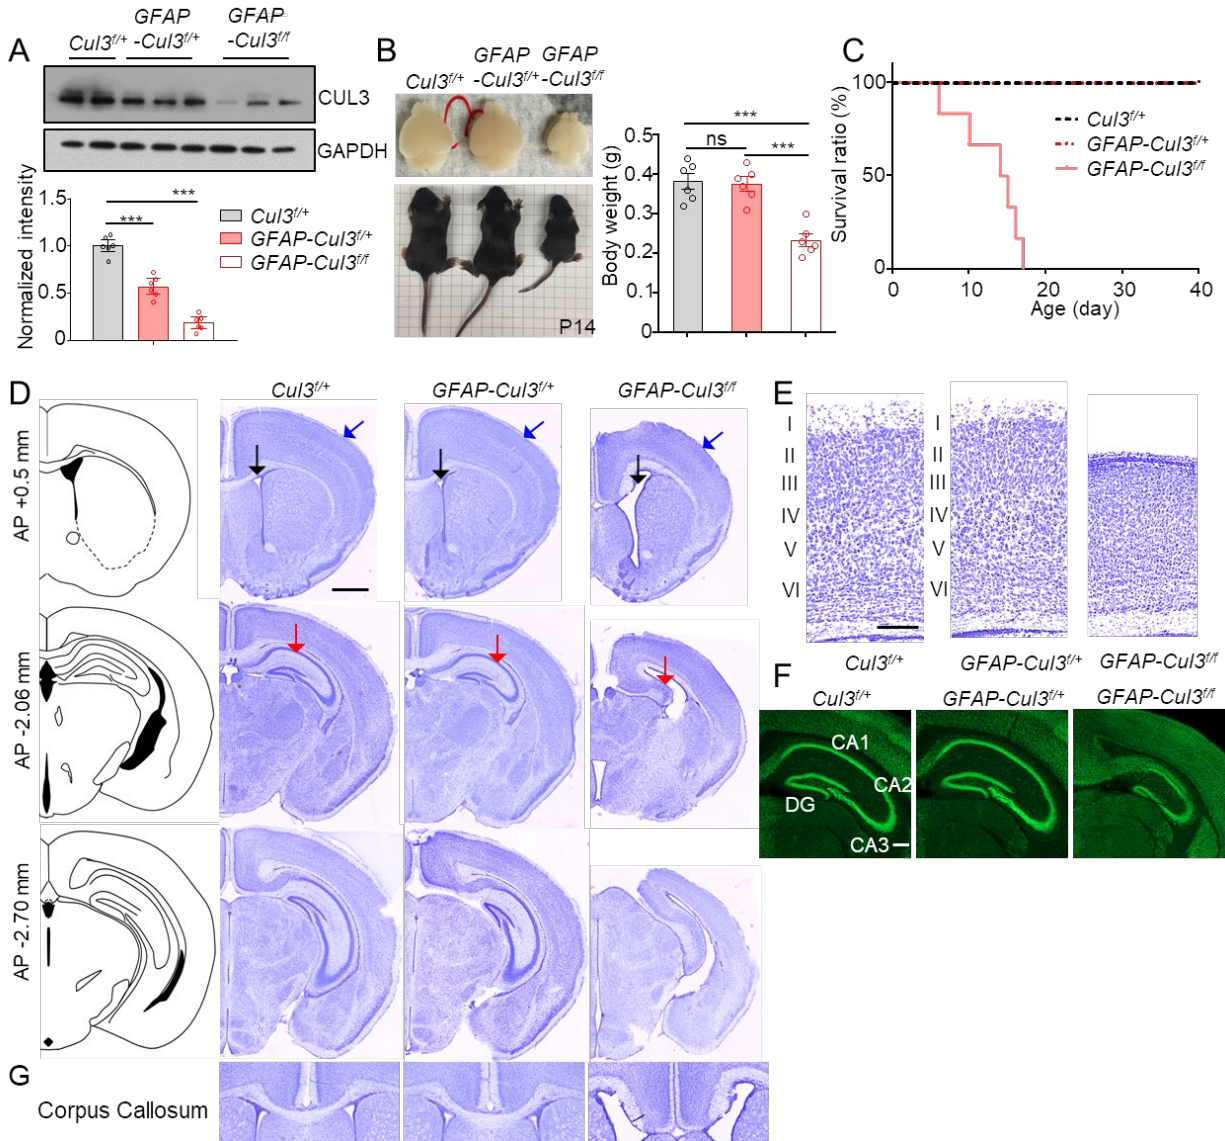 A
Cul3f/+
GFAP
-Cul3f/+
GFAP
-Cul3f/f
CUL3
GAPDH
Normalized intensity
1.5
1.0
0.5
0
***
***
Cul3f/+
GFAP-Cul3f/+
GFAP-Cul3f/f
B
Cul3f/+
GFAP
-Cul3f/+
GFAP
-Cul3f/f
P14
Body weight (g)
0.5
0.4
0.3
0.2
0.1
0
***
ns
***
C
Survival ratio (%)
100
50
0
0
10
20
30
40
Age (day)
Cul3f/+
GFAP-Cul3f/+
GFAP-Cul3f/f
D
Cul3f/+
GFAP-Cul3f/+
GFAP-Cul3f/f
AP +0.5 mm
AP -2.06 mm
AP -2.70 mm
E
I
II
III
IV
V
VI
I
II
III
IV
V
VI
Cul3f/+
GFAP-Cul3f/+
GFAP-Cul3f/f
F
Cul3f/+
GFAP-Cul3f/+
GFAP-Cul3f/f
CA1
CA2
DG
CA3
G
Corpus Callosum